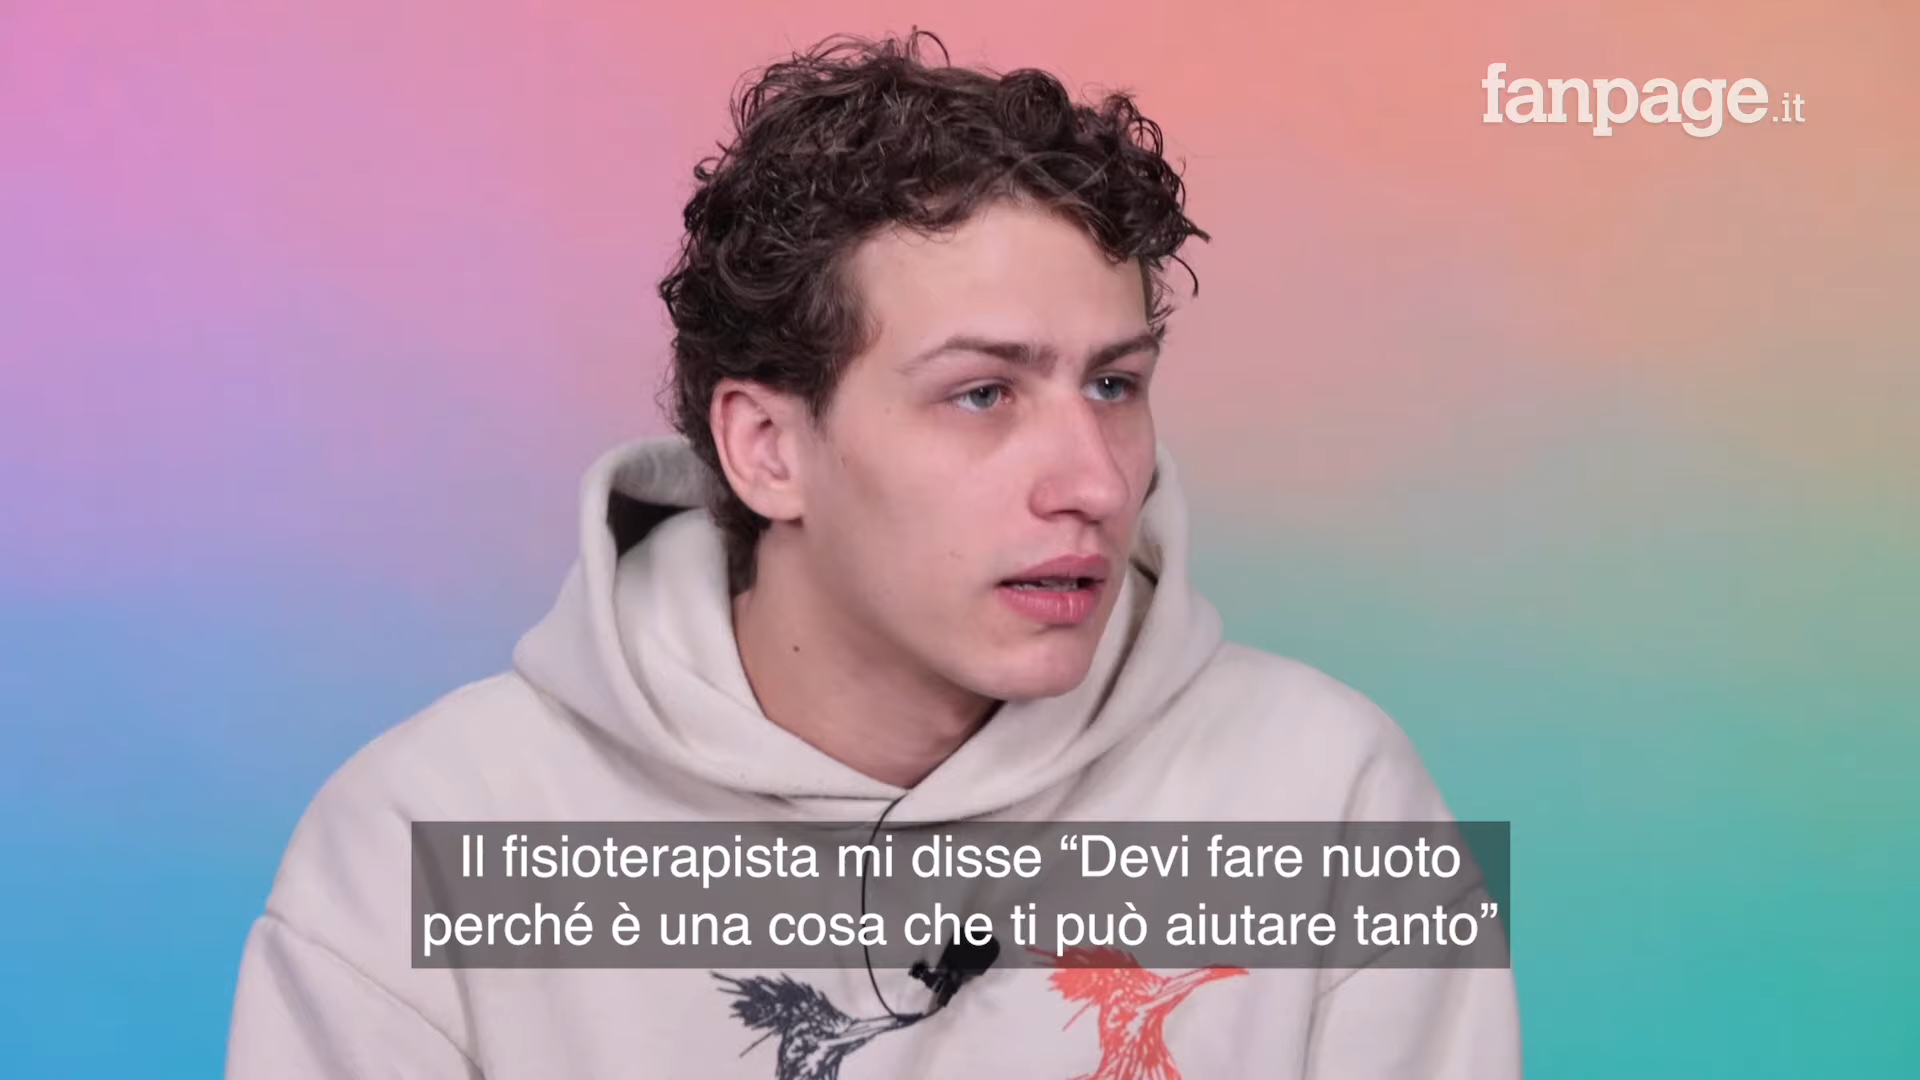 fanpage.it
Il fisioterapista mi disse “Devi fare nuoto
perché è una cosa che ti può aiutare tanto”